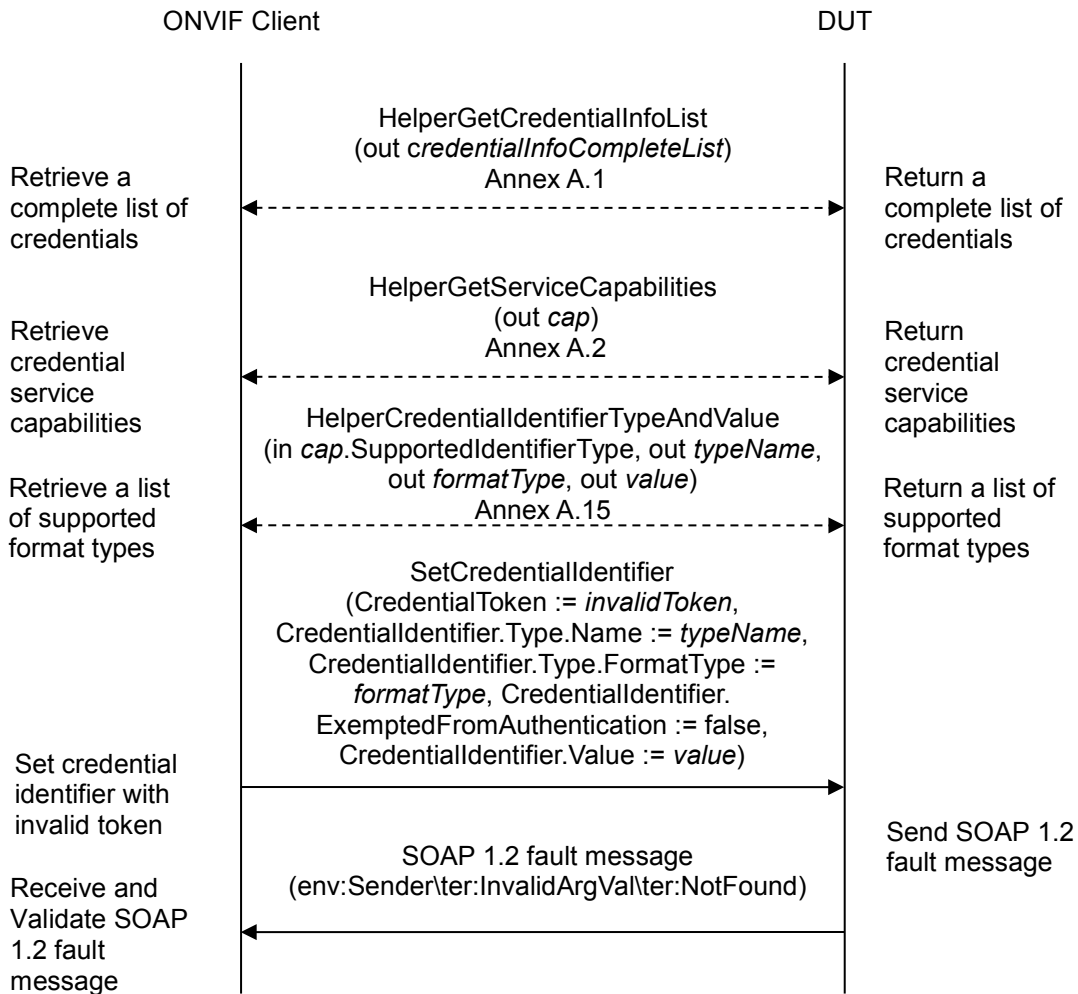 ONVIF Client
DUT
HelperGetCredentialInfoList
(out credentialInfoCompleteList)
Annex A.1
Retrieve a
complete list of
credentials
Return a
complete list of
credentials
HelperGetServiceCapabilities
(out cap)
Annex A.2
Retrieve
credential
service
capabilities
Return
credential
service
capabilities
HelperCredentialIdentifierTypeAndValue
(in cap.SupportedIdentifierType, out typeName,
out formatType, out value)
Annex A.15
Retrieve a list
of supported
format types
Return a list of
supported
format types
SetCredentialIdentifier
(CredentialToken := invalidToken,
CredentialIdentifier.Type.Name := typeName,
CredentialIdentifier.Type.FormatType :=
formatType, CredentialIdentifier.
ExemptedFromAuthentication := false,
CredentialIdentifier.Value := value)
Set credential
identifier with
invalid token
Send SOAP 1.2
fault message
SOAP 1.2 fault message
(env:Sender\ter:InvalidArgVal\ter:NotFound)
Receive and
Validate SOAP
1.2 fault
message